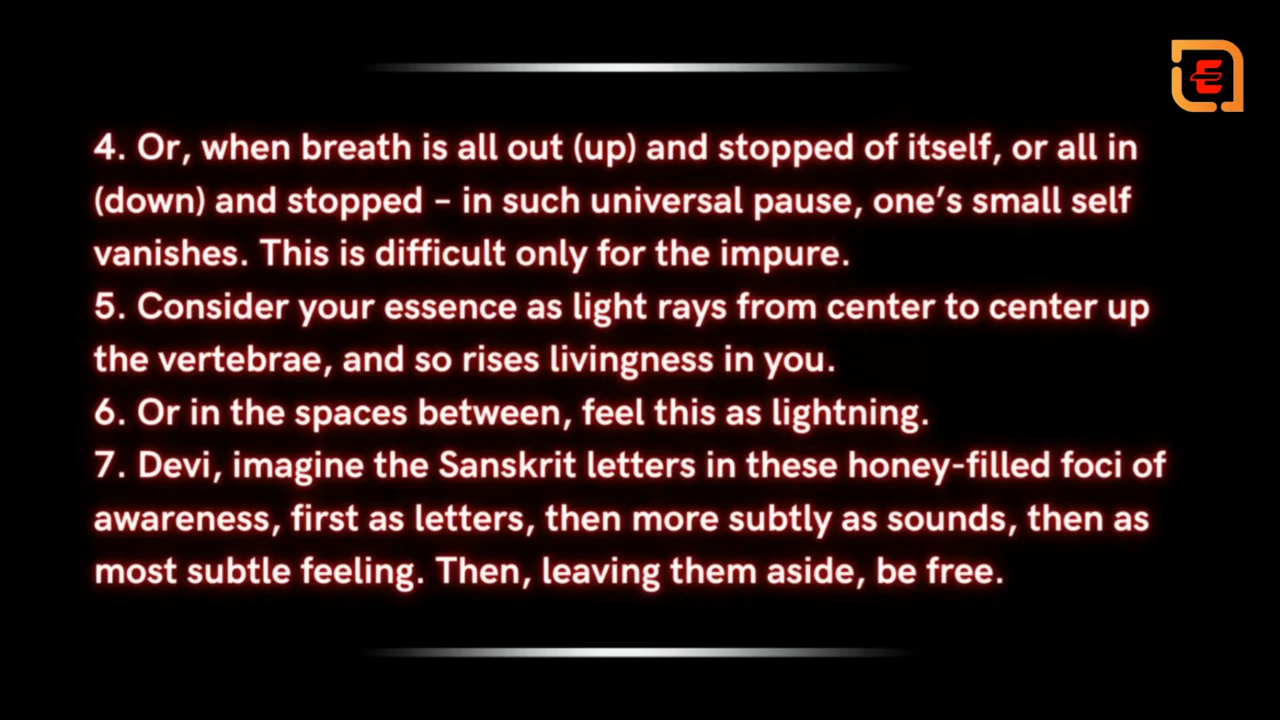 4. Or, when breath is all out (up) and stopped of itself, or all in
(down) and stopped – in such universal pause, one’s small self
vanishes. This is difficult only for the impure.
5. Consider your essence as light rays from center to center up
the vertebrae, and so rises livingness in you.
6. Or in the spaces between, feel this as lightning.
7. Devi, imagine the Sanskrit letters in these honey-filled foci of
awareness, first as letters, then more subtly as sounds, then as
most subtle feeling. Then, leaving them aside, be free.
E